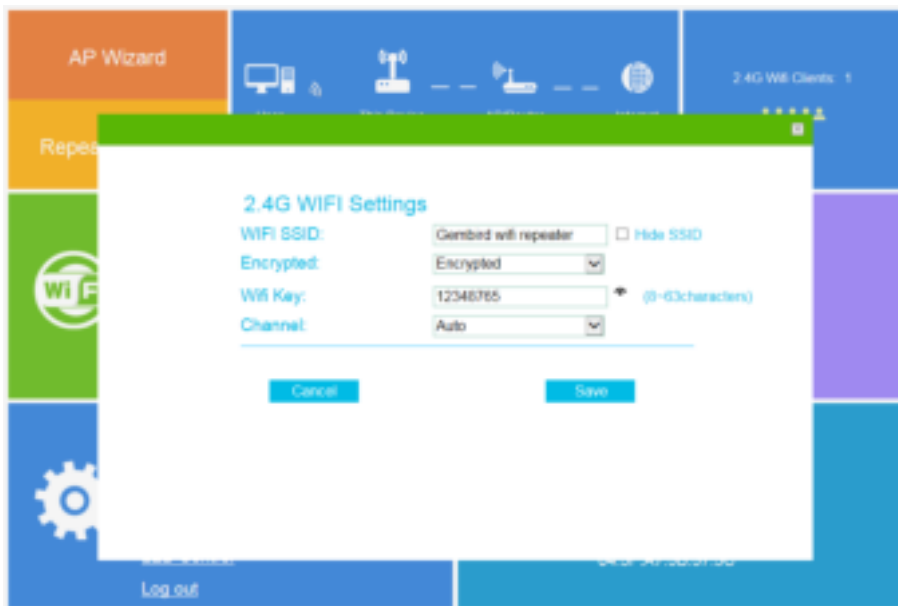 AP Wizard
2.4G Wifi Clients: 1
2.4G WIFI Settings
WIFI SSID: Gembird wifi repeater Hide SSID
Encrypted: Encrypted
Wifi Key: 12348765 (8~63characters)
Channel: Auto
Cancel Save
WiF
Log out